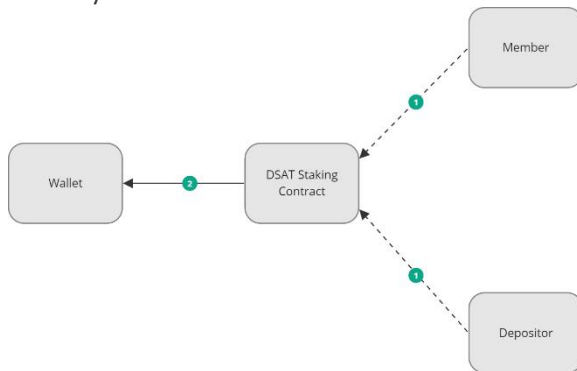 Member
1
Wallet
2
DSAT Staking
Contract
1
Depositor